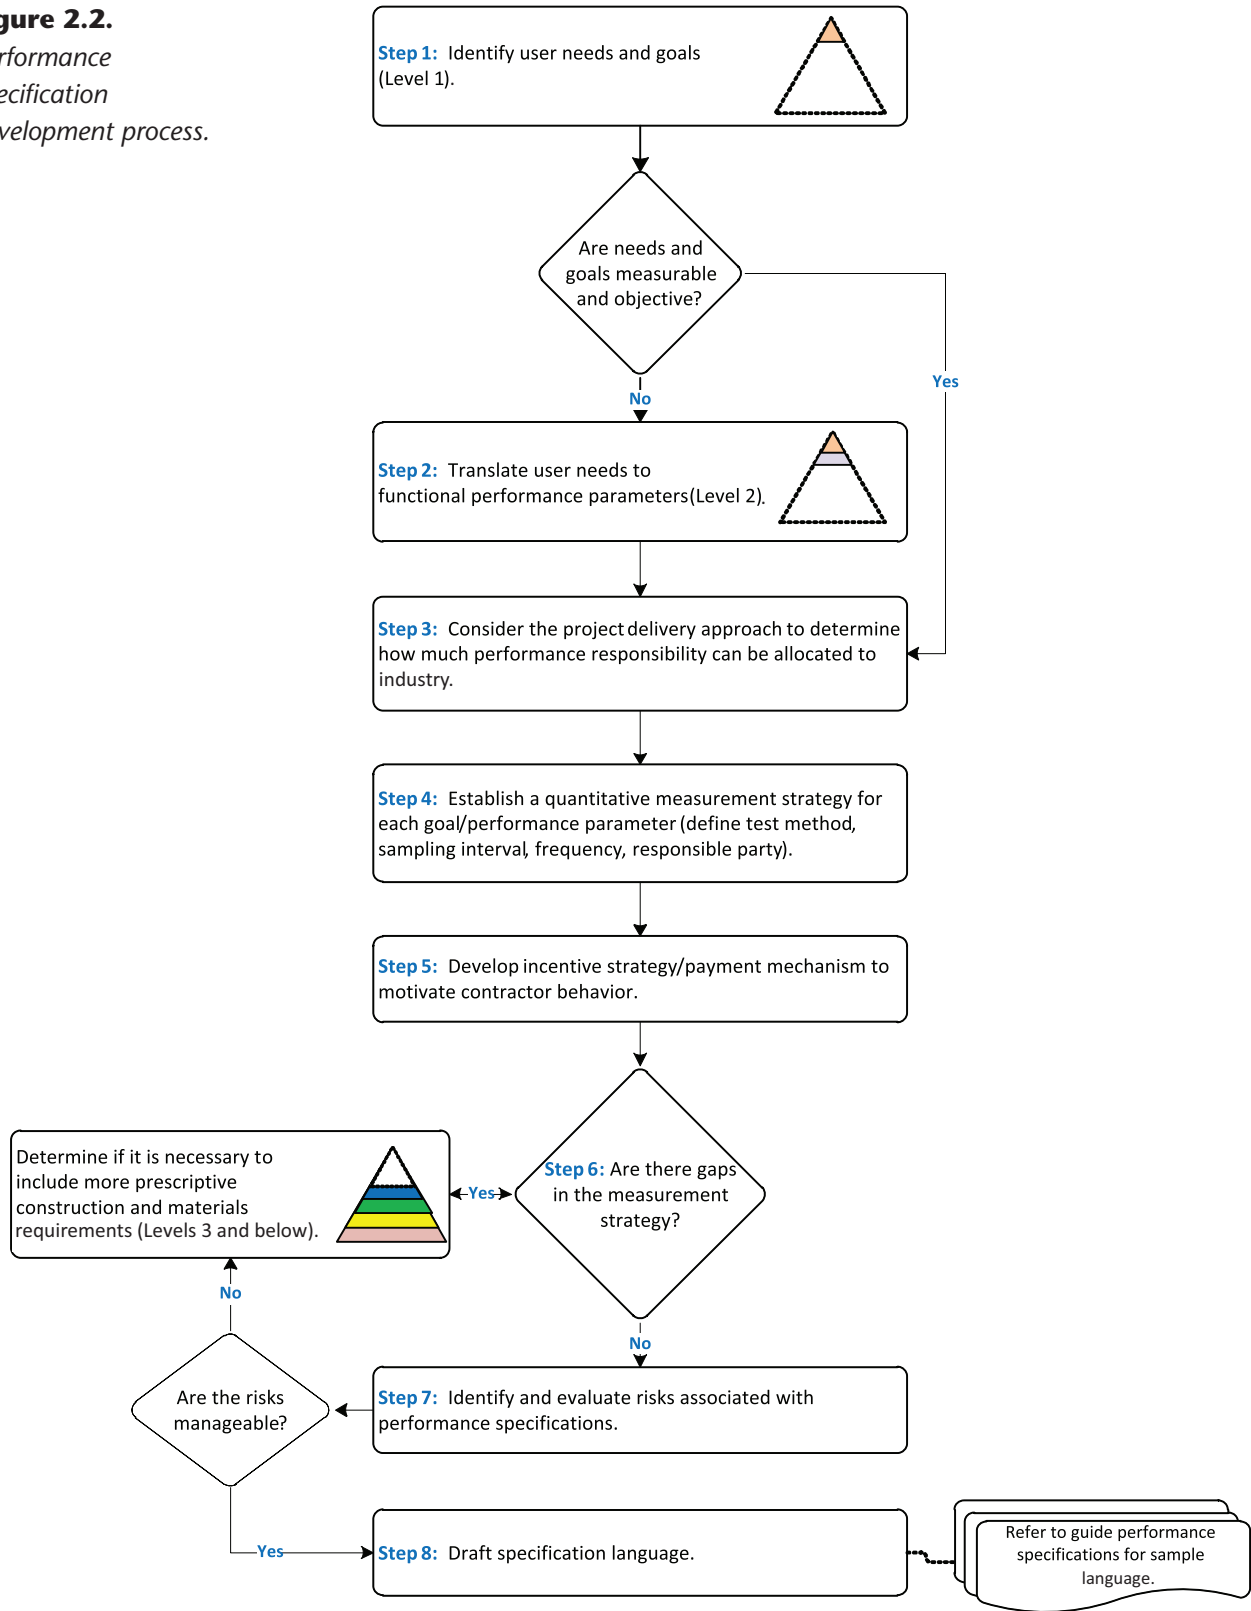 gure 2.2.
rformance
ecification
velopment process.
Step 1: Identify user needs and goals
(Level 1).
Are needs and
goals measurable
and objective?
Yes
No
Step 2: Translate user needs to
functional performance parameters (Level 2).
Step 3: Consider the project delivery approach to determine
how much performance responsibility can be allocated to
industry.
Step 4: Establish a quantitative measurement strategy for
each goal/performance parameter (define test method,
sampling interval, frequency, responsible party).
Step 5: Develop incentive strategy/payment mechanism to
motivate contractor behavior.
Determine if it is necessary to
include more prescriptive
construction and materials
requirements (Levels 3 and below).
Yes
Step 6: Are there gaps
in the measurement
strategy?
No
No
Are the risks
manageable?
Step 7: Identify and evaluate risks associated with
performance specifications.
Yes
Step 8: Draft specification language.
Refer to guide performance
specifications for sample
language.